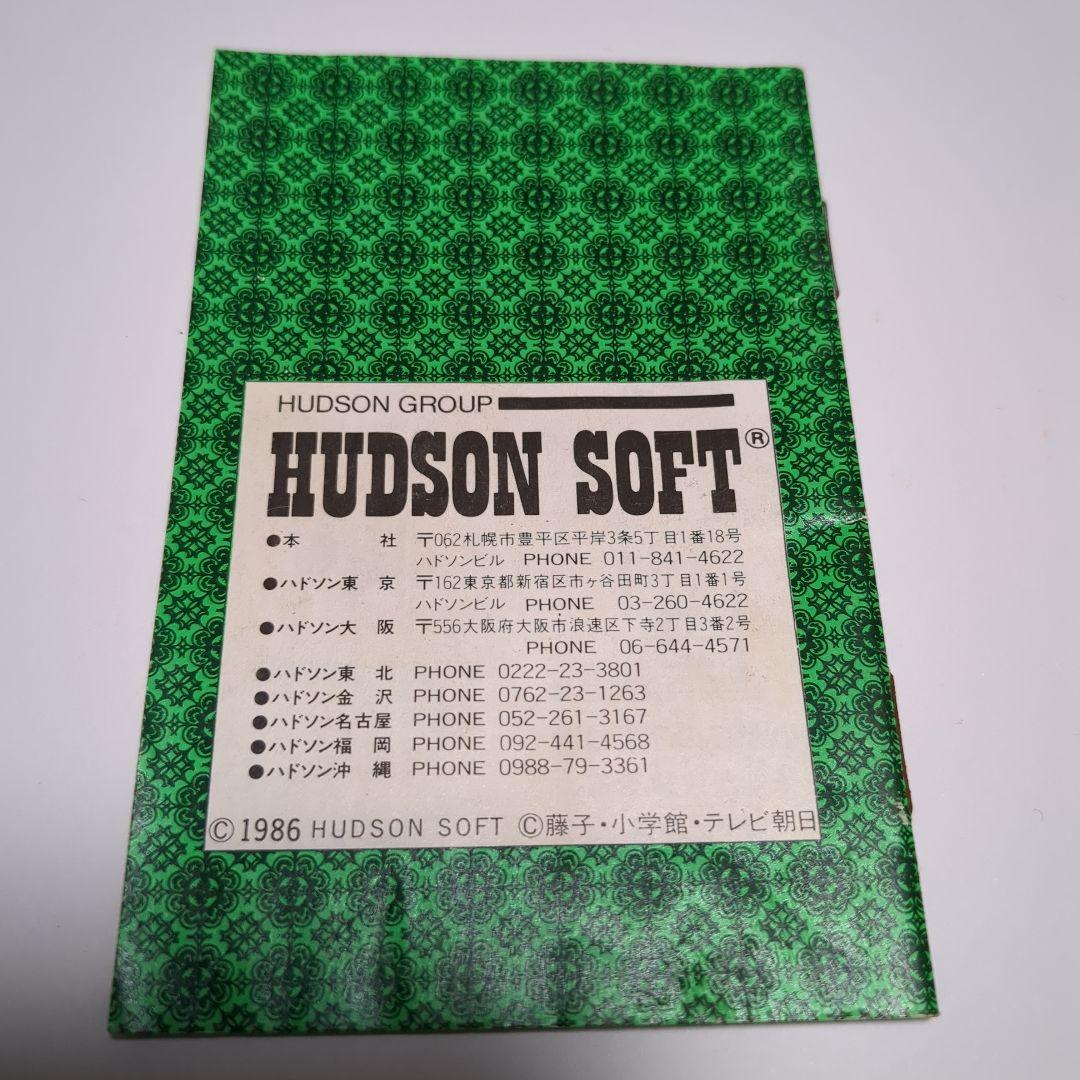 HUDSON GROUP
HUDSON SOFT®
●本 社 〒062札幌市豊平区平岸3条5丁目1番18号
ハドソンビル PHONE 011-841-4622
●ハドソン東京 〒162東京都新宿区市ヶ谷田町3丁目1番1号
ハドソンビル PHONE 03-260-4622
●ハドソン大阪 〒556大阪府大阪市浪速区下寺2丁目3番2号
PHONE 06-644-4571
●ハドソン東北 PHONE 0222-23-3801
●ハドソン金沢 PHONE 0762-23-1263
●ハドソン名古屋 PHONE 052-261-3167
●ハドソン福岡 PHONE 092-441-4568
●ハドソン沖縄 PHONE 0988-79-3361
©1986 HUDSON SOFT ©藤子・小学館・テレビ朝日